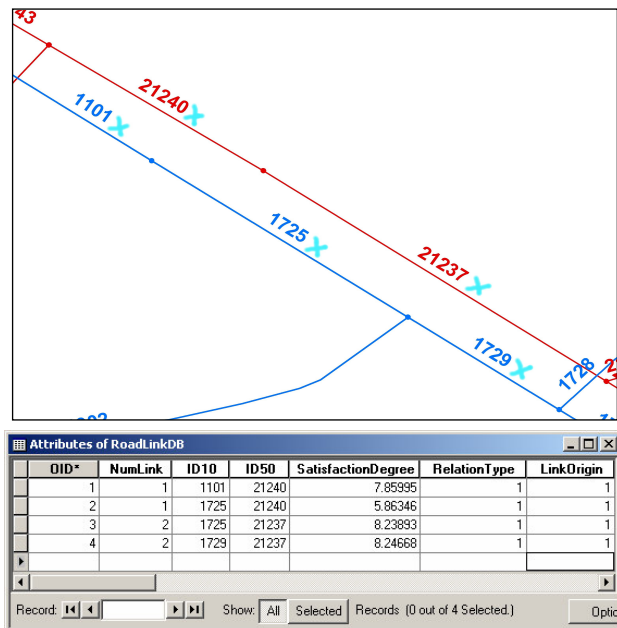 43
21240
1101
1725
21237
1729
1728
Attributes of RoadLinkDB
OID* NumLink ID10 ID50 SatisfactionDegree RelationType LinkOrigin
1 1 1101 21240 7.85995 1 1
2 1 1725 21240 5.86346 1 1
3 2 1725 21237 8.23893 1 1
4 2 1729 21237 8.24668 1 1
Record: Show: All Selected Records (0 out of 4 Selected.) Optio